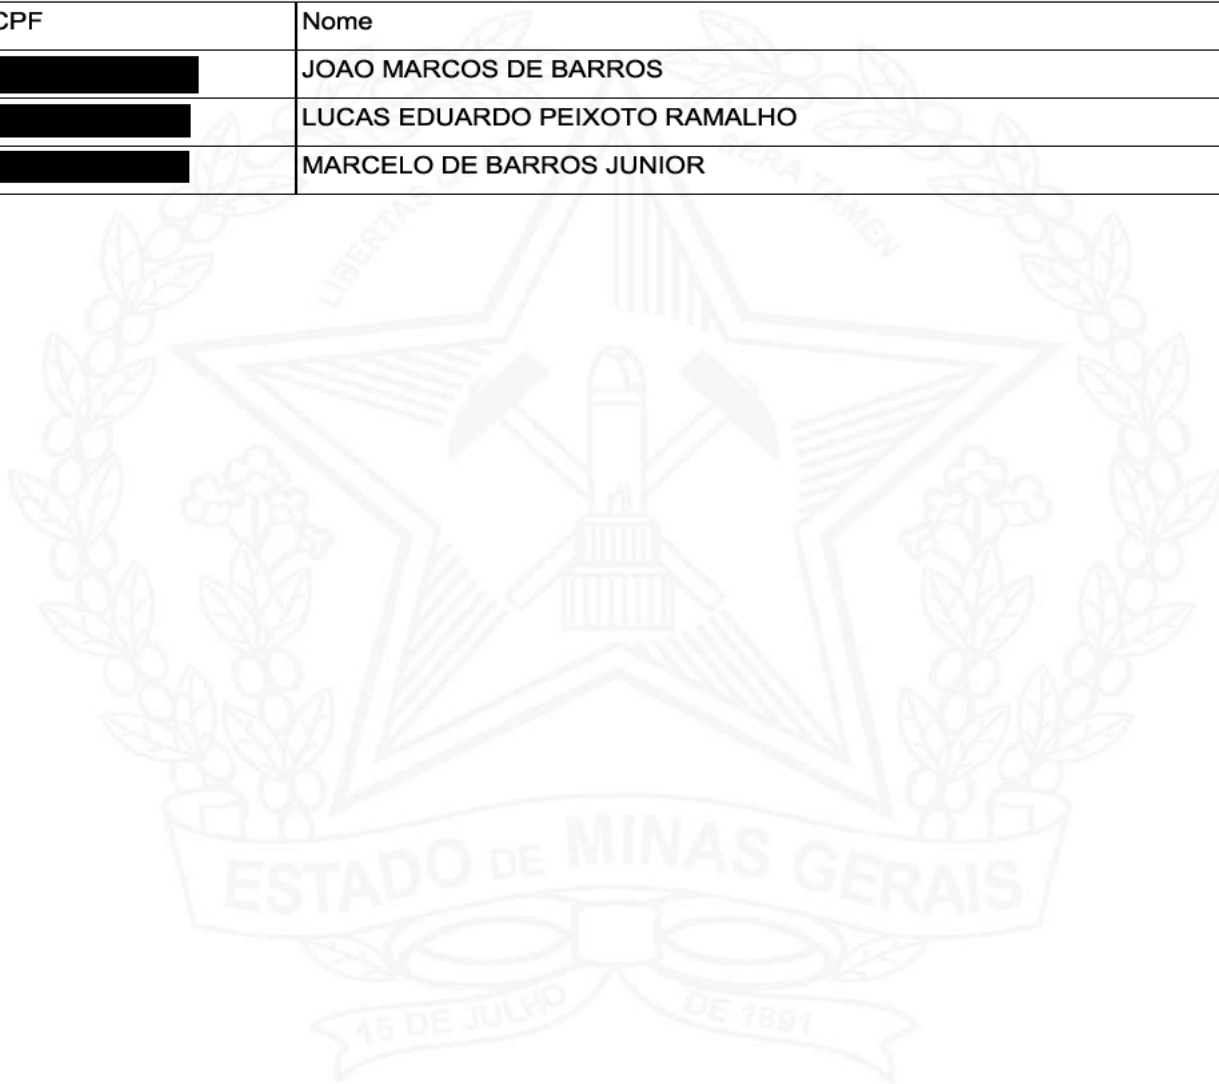 CPF Nome
JOAO MARCOS DE BARROS
LUCAS EDUARDO PEIXOTO RAMALHO
MARCELO DE BARROS JUNIOR
LIBERTAS QUAE SERA TAMEN
ESTADO DE MINAS GERAIS
15 DE JULHO DE 1891